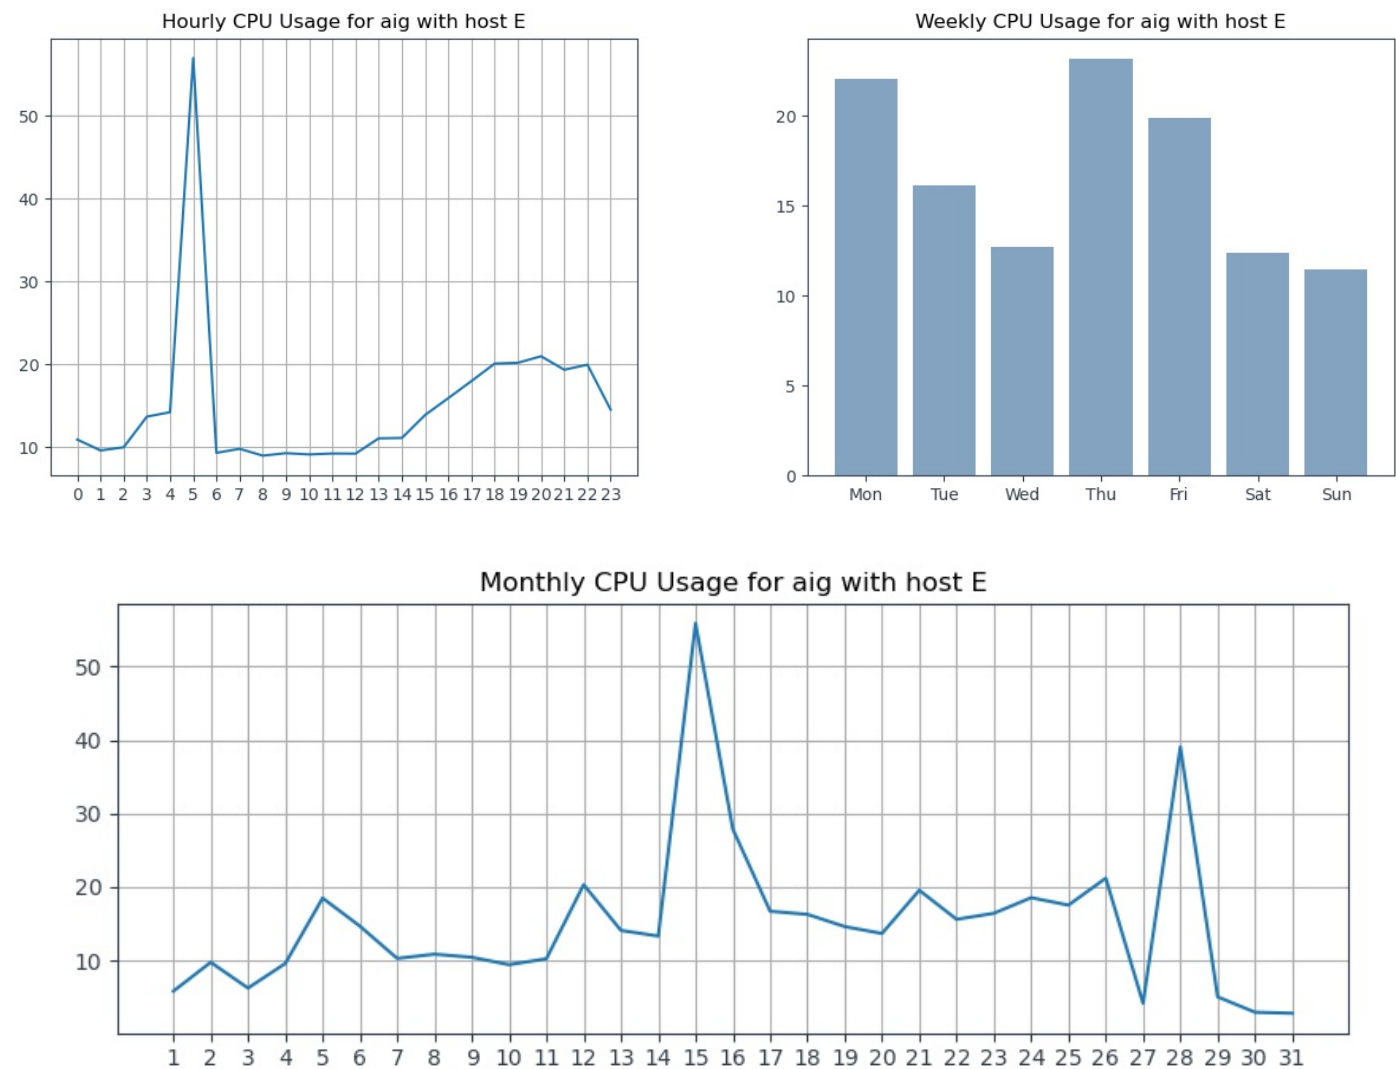 Hourly CPU Usage for aig with host E
50
40
30
20
10
0 1 2 3 4 5 6 7 8 9 10 11 12 13 14 15 16 17 18 19 20 21 22 23
Weekly CPU Usage for aig with host E
20
15
10
5
0
Mon Tue Wed Thu Fri Sat Sun
Monthly CPU Usage for aig with host E
50
40
30
20
10
1 2 3 4 5 6 7 8 9 10 11 12 13 14 15 16 17 18 19 20 21 22 23 24 25 26 27 28 29 30 31